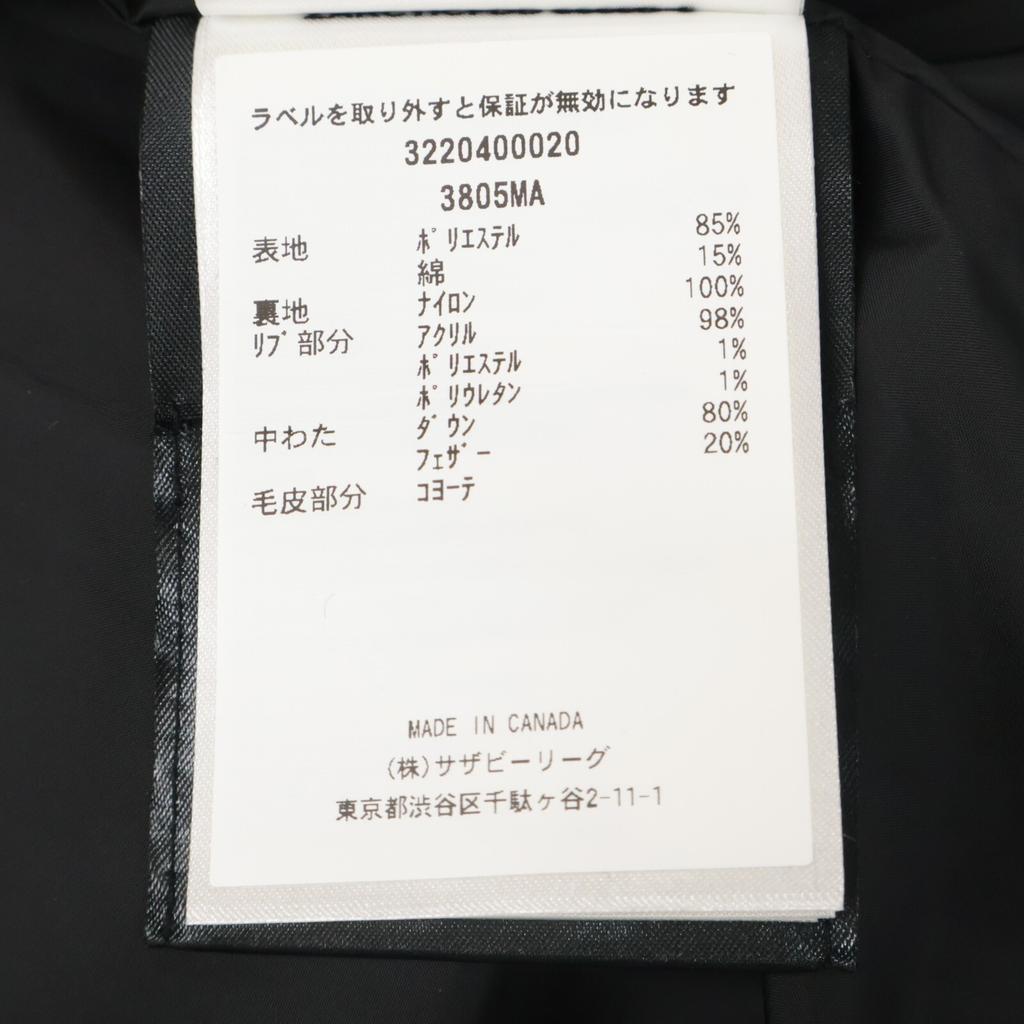 ラベルを取り外すと保証が無効になります
3220400020
3805MA
表地 ポリエステル 85%
綿 15%
裏地 ナイロン 100%
リブ部分 アクリル 98%
ポリエステル 1%
ポリウレタン 1%
中わた ダウン 80%
フェザー 20%
毛皮部分 コヨーテ
MADE IN CANADA
(株)サザビーリーグ
東京都渋谷区千駄ヶ谷2-11-1